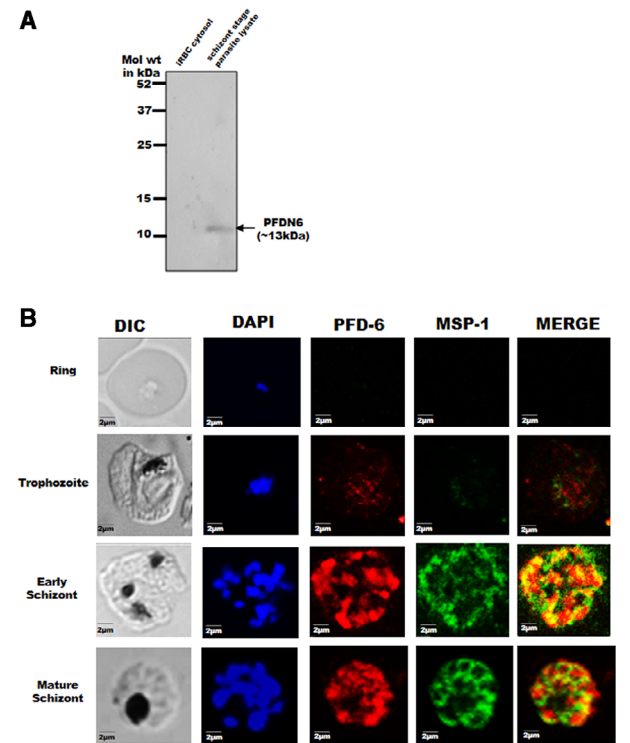 A
iRBC cytosol
schizont stage
parasite lysate
Mol wt
in kDa
52
37
25
15
10
PFDN6
(~13kDa)
B
DIC DAPI PFD-6 MSP-1 MERGE
Ring
2µm 2µm 2µm 2µm 2µm
Trophozoite
2µm 2µm 2µm 2µm 2µm
Early
Schizont
2µm 2µm 2µm 2µm 2µm
Mature
Schizont
2µm 2µm 2µm 2µm 2µm